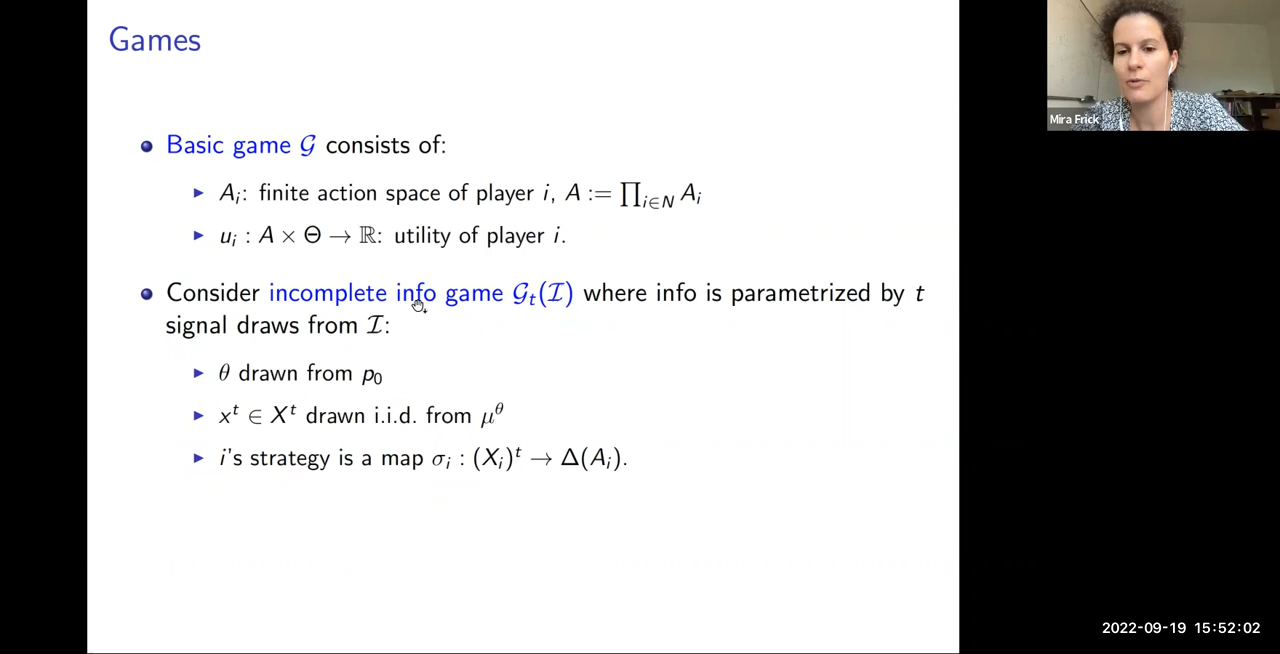 Games
Basic game 𝒢 consists of:
A_i: finite action space of player i, A := ∏_{i∈N} A_i
u_i : A × Θ → ℝ: utility of player i.
Consider incomplete info game 𝒢_t(ℐ) where info is parametrized by t
signal draws from ℐ:
θ drawn from p_0
x^t ∈ X^t drawn i.i.d. from μ^θ
i's strategy is a map σ_i : (X_i)^t → Δ(A_i).
Mira Frick
2022-09-19 15:52:02